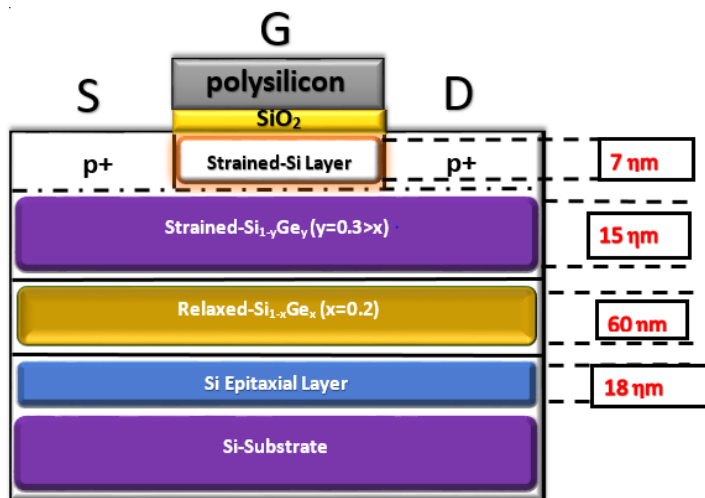 G
S
polysilicon
D
SiO₂
p+
Strained-Si Layer
p+
7 ηm
Strained-Si₁₋yGey (y=0.3>x)
15 ηm
Relaxed-Si₁₋ₓGeₓ (x=0.2)
60 nm
Si Epitaxial Layer
18 ηm
Si-Substrate